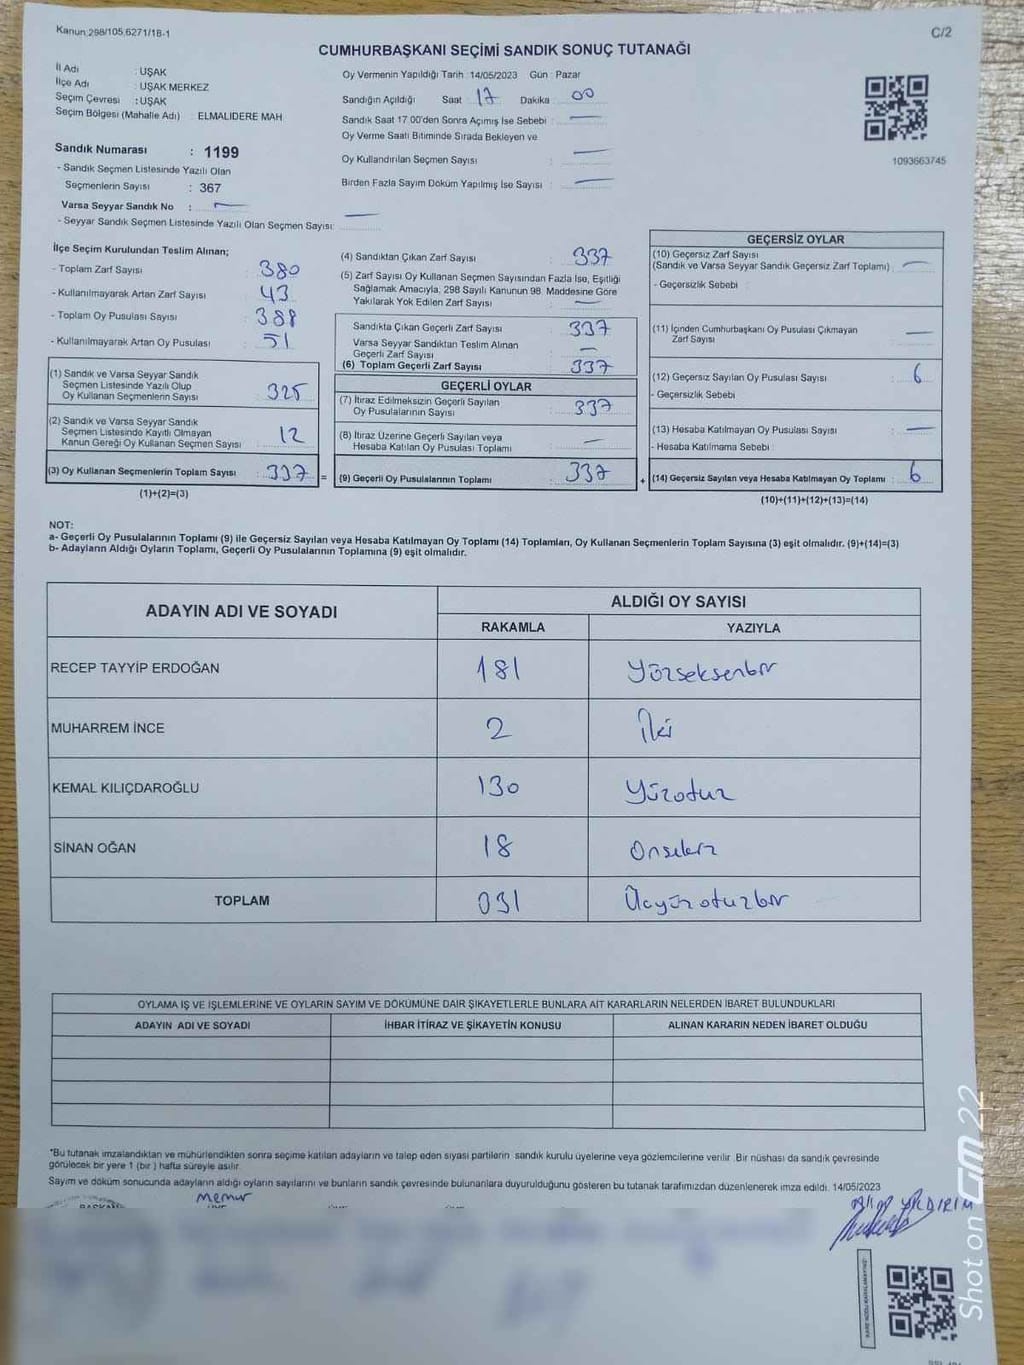 Kanun:298/105,6271/18-1
C/2
CUMHURBAŞKANI SEÇİMİ SANDIK SONUÇ TUTANAĞI
İl Adı : UŞAK
İlçe Adı : UŞAK MERKEZ
Seçim Çevresi : UŞAK
Seçim Bölgesi (Mahalle Adı) : ELMALIDERE MAH
Sandık Numarası : 1199
- Sandık Seçmen Listesinde Yazılı Olan
Seçmenlerin Sayısı : 367
Varsa Seyyar Sandık No : —
- Seyyar Sandık Seçmen Listesinde Yazılı Olan Seçmen Sayısı: —
Oy Vermenin Yapıldığı Tarih :14/05/2023 Gün : Pazar
Sandığın Açıldığı Saat 17 Dakika 00
Sandık Saat 17.00'den Sonra Açımış İse Sebebi : —
Oy Verme Saati Bitiminde Sırada Bekleyen ve
Oy Kullandırılan Seçmen Sayısı : —
Birden Fazla Sayım Döküm Yapılmış İse Sayısı : —
1093663745
İlçe Seçim Kurulundan Teslim Alınan;
- Toplam Zarf Sayısı : 380
- Kullanılmayarak Artan Zarf Sayısı : 43
- Toplam Oy Pusulası Sayısı : 388
- Kullanılmayarak Artan Oy Pusulası : 51
(1) Sandık ve Varsa Seyyar Sandık
Seçmen Listesinde Yazılı Olup
Oy Kullanan Seçmenlerin Sayısı : 325
(2) Sandık ve Varsa Seyyar Sandık
Seçmen Listesinde Kayıtlı Olmayan
Kanun Gereği Oy Kullanan Seçmen Sayısı : 12
(3) Oy Kullanan Seçmenlerin Toplam Sayısı : 337 =
(1)+(2)=(3)
(4) Sandıktan Çıkan Zarf Sayısı : 337
(5) Zarf Sayısı Oy Kullanan Seçmen Sayısından Fazla İse, Eşitliği
Sağlamak Amacıyla, 298 Sayılı Kanunun 98. Maddesine Göre
Yakılarak Yok Edilen Zarf Sayısı : —
Sandıkta Çıkan Geçerli Zarf Sayısı : 337
Varsa Seyyar Sandıktan Teslim Alınan
Geçerli Zarf Sayısı : —
(6) Toplam Geçerli Zarf Sayısı : 337
GEÇERLİ OYLAR
(7) İtiraz Edilmeksizin Geçerli Sayılan
Oy Pusulalarının Sayısı : 337
(8) İtiraz Üzerine Geçerli Sayılan veya
Hesaba Katılan Oy Pusulası Toplamı : —
(9) Geçerli Oy Pusulalarının Toplamı : 337 +
GEÇERSİZ OYLAR
(10) Geçersiz Zarf Sayısı
(Sandık ve Varsa Seyyar Sandık Geçersiz Zarf Toplamı) : —
- Geçersizlik Sebebi :
(11) İçinden Cumhurbaşkanı Oy Pusulası Çıkmayan
Zarf Sayısı : —
(12) Geçersiz Sayılan Oy Pusulası Sayısı : 6
- Geçersizlik Sebebi
(13) Hesaba Katılmayan Oy Pusulası Sayısı : —
- Hesaba Katılmama Sebebi :
(14) Geçersiz Sayılan veya Hesaba Katılmayan Oy Toplamı : 6
(10)+(11)+(12)+(13)=(14)
NOT:
a- Geçerli Oy Pusulalarının Toplamı (9) ile Geçersiz Sayılan veya Hesaba Katılmayan Oy Toplamı (14) Toplamları, Oy Kullanan Seçmenlerin Toplam Sayısına (3) eşit olmalıdır. (9)+(14)=(3)
b- Adayların Aldığı Oyların Toplamı, Geçerli Oy Pusulalarının Toplamına (9) eşit olmalıdır.
ADAYIN ADI VE SOYADI
ALDIĞI OY SAYISI
RAKAMLA YAZIYLA
RECEP TAYYİP ERDOĞAN 181 Yüzseksenbir
MUHARREM İNCE 2 İki
KEMAL KILIÇDAROĞLU 130 Yüzotuz
SİNAN OĞAN 18 Onsekiz
TOPLAM 031 Üçyüzotuzbir
OYLAMA İŞ VE İŞLEMLERİNE VE OYLARIN SAYIM VE DÖKÜMÜNE DAİR ŞİKAYETLERLE BUNLARA AİT KARARLARIN NELERDEN İBARET BULUNDUKLARI
ADAYIN ADI VE SOYADI İHBAR İTİRAZ VE ŞİKAYETİN KONUSU ALINAN KARARIN NEDEN İBARET OLDUĞU
*Bu tutanak imzalandıktan ve mühürlendikten sonra seçime katılan adayların ve talep eden siyasi partilerin sandık kurulu üyelerine veya gözlemcilerine verilir .Bir nüshası da sandık çevresinde
görülecek bir yere 1 (bir ) hafta süreyle asılır.
Sayım ve döküm sonucunda adayların aldığı oyların sayılarını ve bunların sandık çevresinde bulunanlara duyurulduğunu gösteren bu tutanak tarafımızdan düzenlenerek imza edildi. 14/05/2023
Memur
YILDIRIM
Shot on GM 22